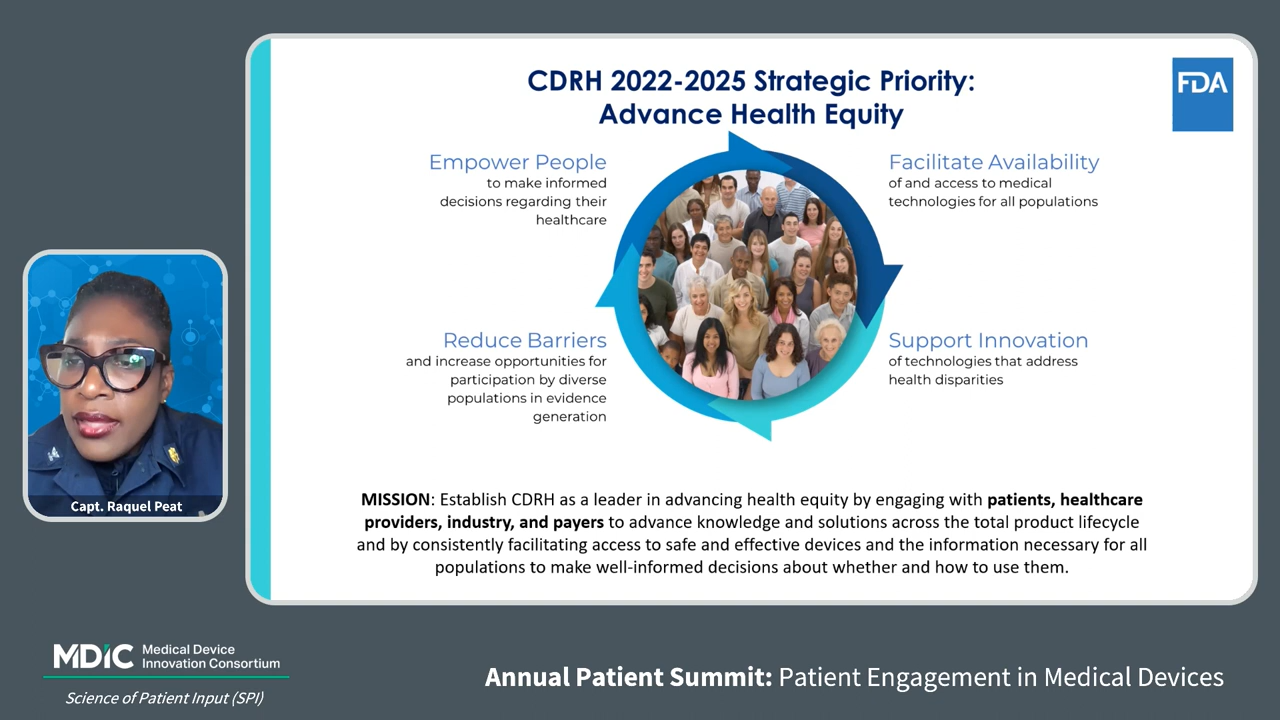 CDRH 2022-2025 Strategic Priority:
Advance Health Equity
FDA
Empower People
to make informed
decisions regarding their
healthcare
Facilitate Availability
of and access to medical
technologies for all populations
Reduce Barriers
and increase opportunities for
participation by diverse
populations in evidence
generation
Support Innovation
of technologies that address
health disparities
MISSION: Establish CDRH as a leader in advancing health equity by engaging with patients, healthcare
providers, industry, and payers to advance knowledge and solutions across the total product lifecycle
and by consistently facilitating access to safe and effective devices and the information necessary for all
populations to make well-informed decisions about whether and how to use them.
Capt. Raquel Peat
MDIC
Medical Device
Innovation Consortium
Science of Patient Input (SPI)
Annual Patient Summit: Patient Engagement in Medical Devices